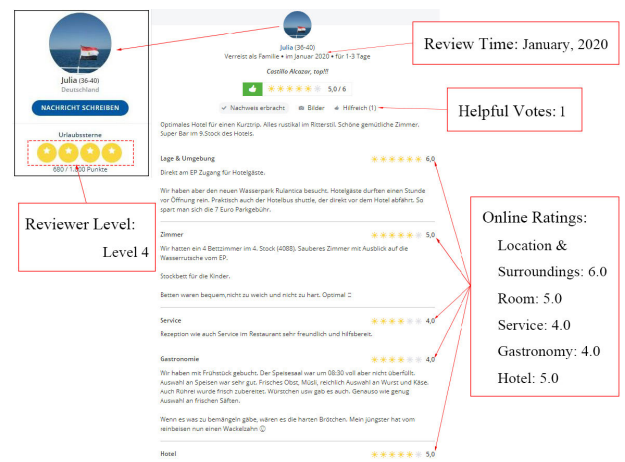 Julia (36-40)
Deutschland
NACHRICHT SCHREIBEN
Urlaubssterne
680 / 1.000 Punkte
Reviewer Level:
Level 4
Julia (36-40)
Verreist als Familie • im Januar 2020 • für 1-3 Tage
Castillo Alcazar, top!!!
5,0 / 6
Nachweis erbracht
Bilder
Hilfreich (1)
Optimales Hotel für einen Kurztrip. Alles rustikal im Ritterstil. Schöne gemütliche Zimmer.
Super Bar im 9.Stock des Hotels.
Lage & Umgebung
6,0
Direkt am EP Zugang für Hotelgäste.
Wir haben aber den neuen Wasserpark Rulantica besucht. Hotelgäste durften einen Stunde
vor Öffnung rein. Praktisch auch der Hotelbus shuttle, der direkt vor dem Hotel abfährt. So
spart man sich die 7 Euro Parkgebühr.
Zimmer
5,0
Wir hatten ein 4 Bettzimmer im 4. Stock (4088). Sauberes Zimmer mit Ausblick auf die
Wasserrutsche vom EP.
Stockbett für die Kinder.
Betten waren bequem,nicht zu weich und nicht zu hart. Optimal
Service
4,0
Rezeption wie auch Service im Restaurant sehr freundlich und hilfsbereit.
Gastronomie
4,0
Wir haben mit Frühstück gebucht. Der Speisesaal war um 08:30 voll aber nicht überfüllt.
Auswahl an Speisen war sehr gut. Frisches Obst, Müsli, reichlich Auswahl an Wurst und Käse.
Auch Rührei wurde frisch zubereitet. Würstchen usw gab es auch. Genauso wie genug
Auswahl an frischen Säften.
Wenn es was zu bemängeln gäbe, wären es die harten Brötchen. Mein jüngster hat vom
reinbeisen nun einen Wackelzahn
Hotel
5,0
Review Time: January, 2020
Helpful Votes: 1
Online Ratings:
Location &
Surroundings: 6.0
Room: 5.0
Service: 4.0
Gastronomy: 4.0
Hotel: 5.0